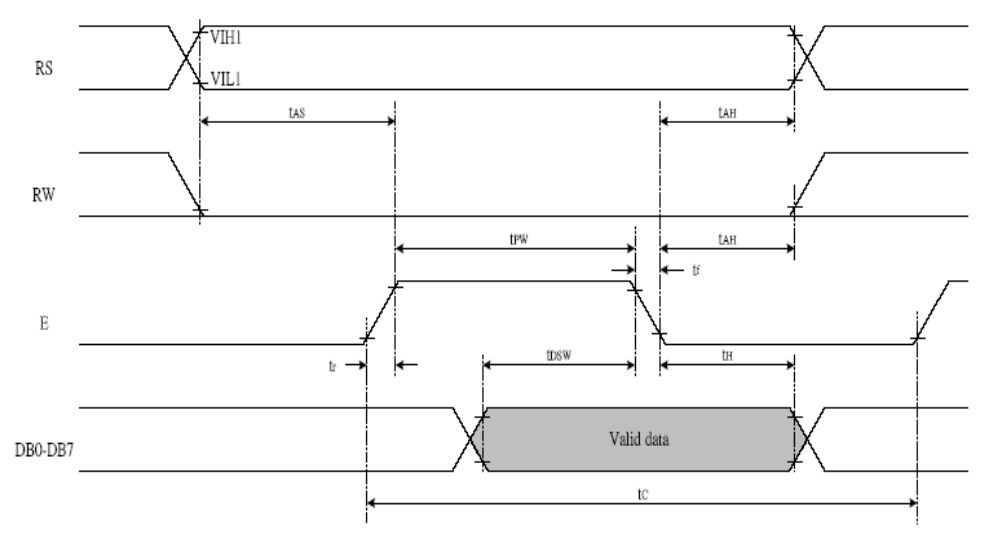 VIH1
RS
VIL1
tAS
tAH
RW
tPW
tAH
tf
E
tr
tDSW
tH
Valid data
DB0-DB7
tC